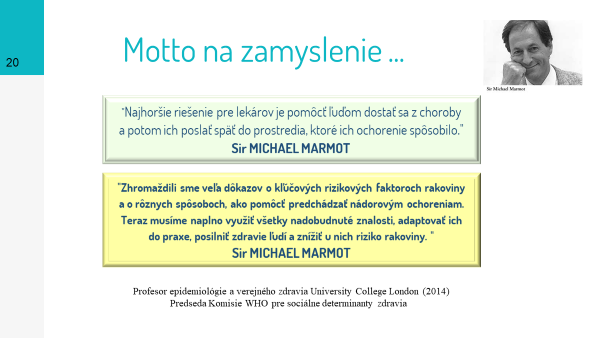 20
Motto na zamyslenie ...
Sir Michael Marmot
"Najhoršie riešenie pre lekárov je pomôcť ľuďom dostať sa z choroby
a potom ich poslať späť do prostredia, ktoré ich ochorenie spôsobilo."
Sir MICHAEL MARMOT
"Zhromaždili sme veľa dôkazov o kľúčových rizikových faktoroch rakoviny
a o rôznych spôsoboch, ako pomôcť predchádzať nádorovým ochoreniam.
Teraz musíme naplno využiť všetky nadobudnuté znalosti, adaptovať ich
do praxe, posilniť zdravie ľudí a znížiť u nich riziko rakoviny. "
Sir MICHAEL MARMOT
Profesor epidemiológie a verejného zdravia University College London (2014)
Predseda Komisie WHO pre sociálne determinanty zdravia